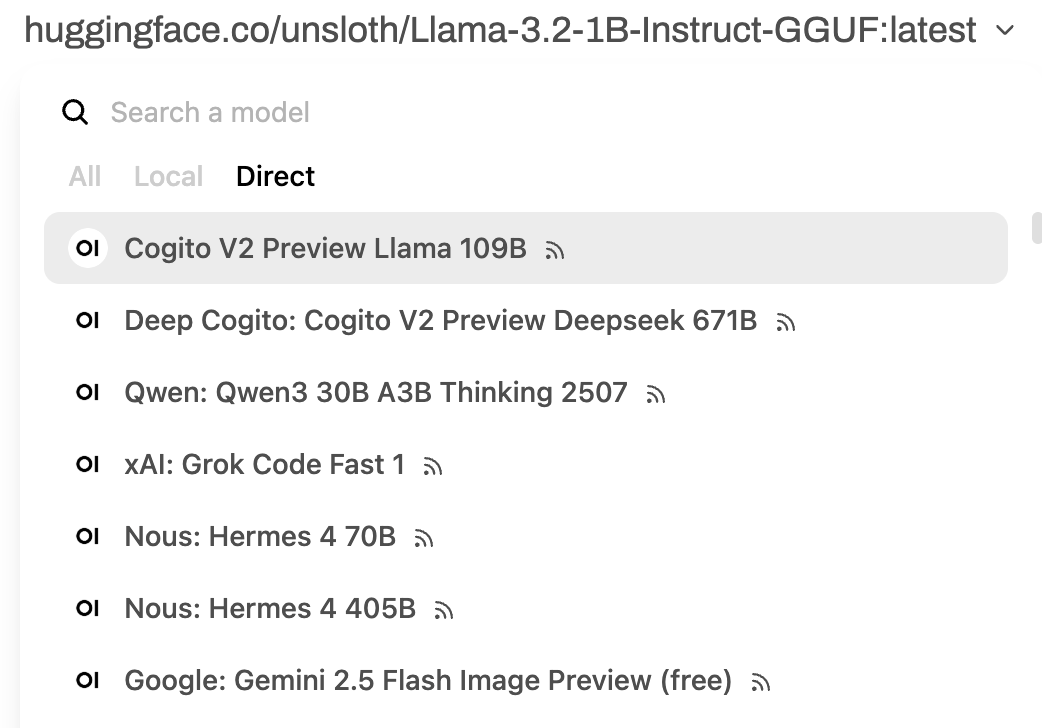 huggingface.co/unsloth/Llama-3.2-1B-Instruct-GGUF:latest
Search a model
All Local Direct
OI Cogito V2 Preview Llama 109B
OI Deep Cogito: Cogito V2 Preview Deepseek 671B
OI Qwen: Qwen3 30B A3B Thinking 2507
OI xAI: Grok Code Fast 1
OI Nous: Hermes 4 70B
OI Nous: Hermes 4 405B
OI Google: Gemini 2.5 Flash Image Preview (free)